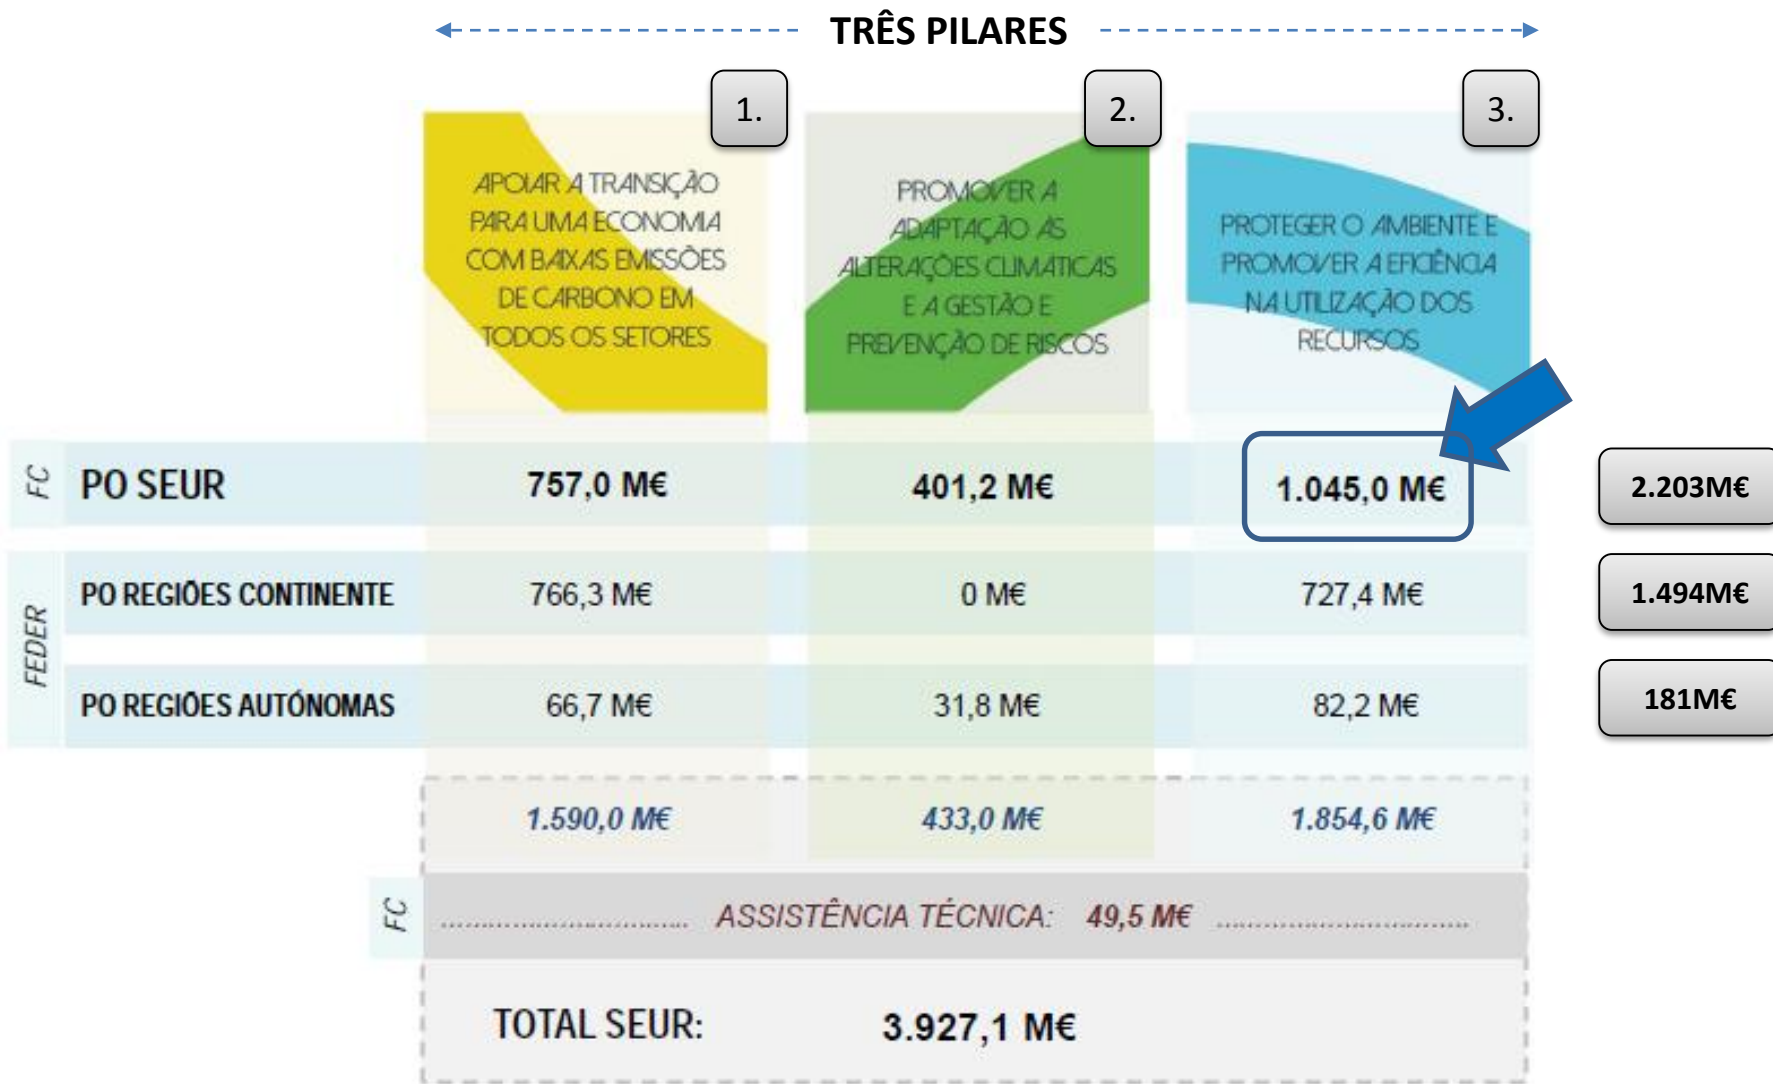 TRÊS PILARES
1.
2.
3.
APOIAR A TRANSIÇÃO
PARA UMA ECONOMIA
COM BAIXAS EMISSÕES
DE CARBONO EM
TODOS OS SETORES
PROMOVER A
ADAPTAÇÃO ÀS
ALTERAÇÕES CLIMÁTICAS
E A GESTÃO E
PREVENÇÃO DE RISCOS
PROTEGER O AMBIENTE E
PROMOVER A EFICIÊNCIA
NA UTILIZAÇÃO DOS
RECURSOS
FC
PO SEUR 757,0 M€ 401,2 M€ 1.045,0 M€ 2.203M€
FEDER
PO REGIÕES CONTINENTE 766,3 M€ 0 M€ 727,4 M€ 1.494M€
PO REGIÕES AUTÓNOMAS 66,7 M€ 31,8 M€ 82,2 M€ 181M€
1.590,0 M€ 433,0 M€ 1.854,6 M€
FC
ASSISTÊNCIA TÉCNICA: 49,5 M€
TOTAL SEUR: 3.927,1 M€